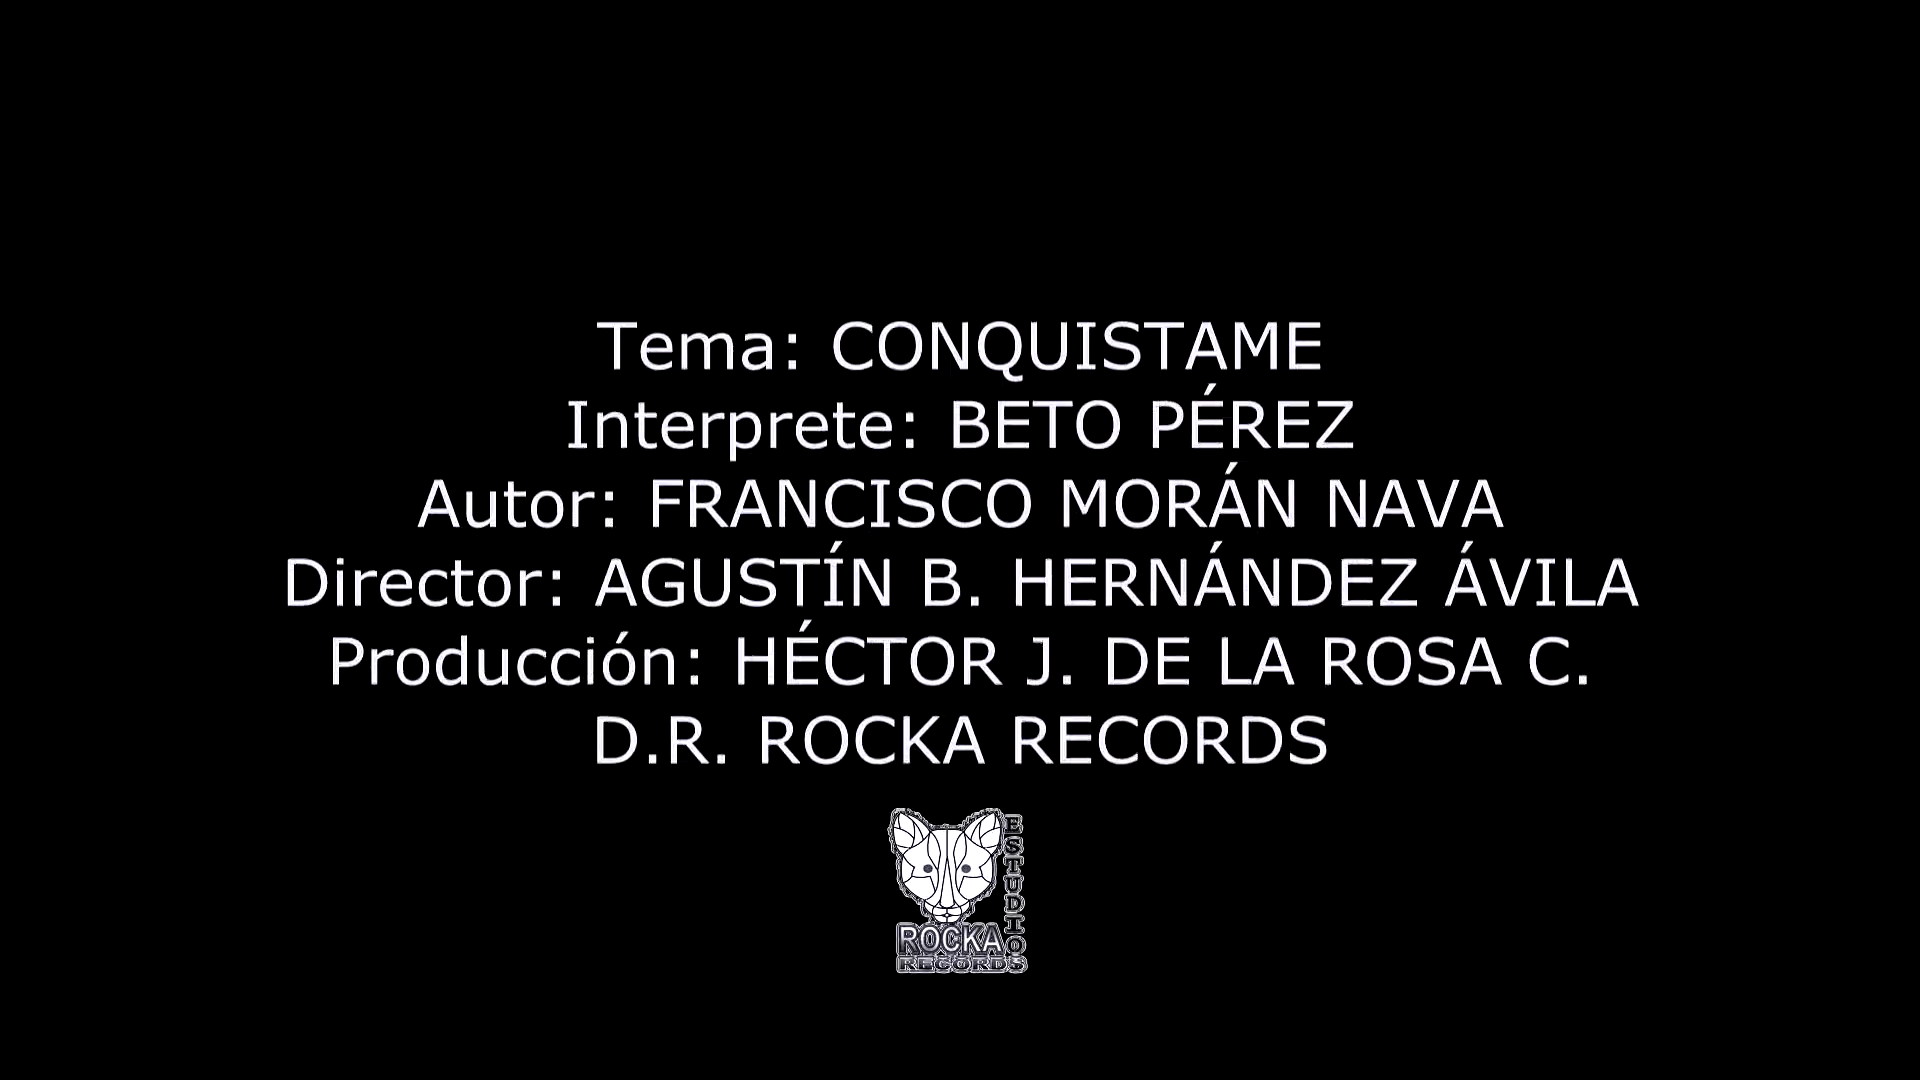 Tema: CONQUISTAME
Interprete: BETO PÉREZ
Autor: FRANCISCO MORÁN NAVA
Director: AGUSTÍN B. HERNÁNDEZ ÁVILA
Producción: HÉCTOR J. DE LA ROSA C.
D.R. ROCKA RECORDS
ESTUDIOS
ROCKA
RECORDS